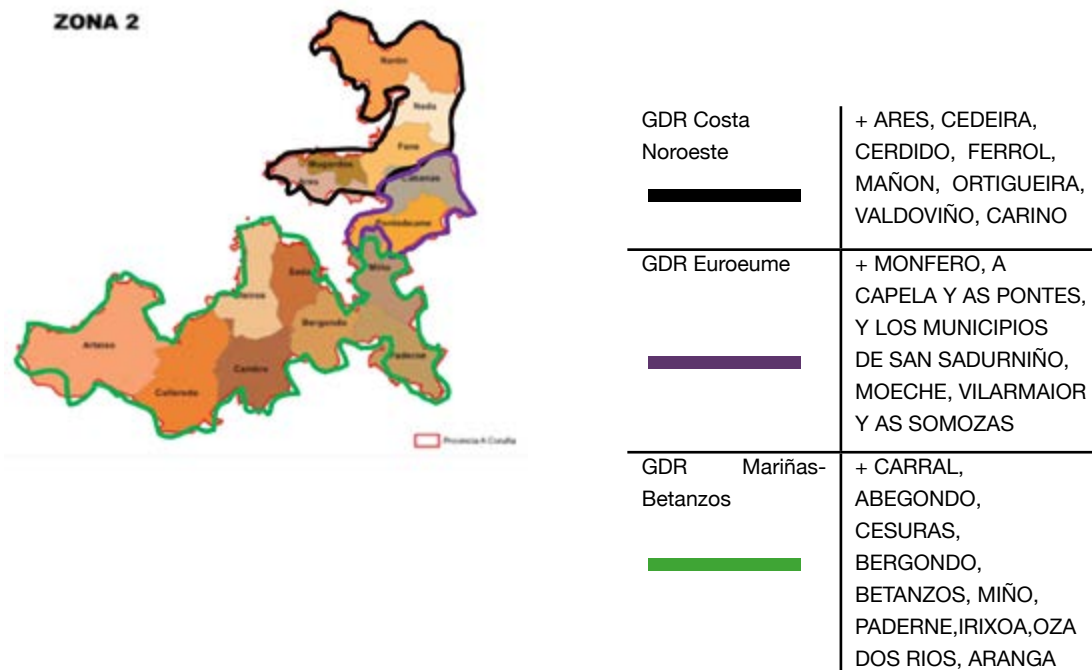 ZONA 2
Narón
Neda
Fene
Mugardos
Ares
Cabanas
Pontedeume
Miño
Sada
Oleiros
Bergondo
Paderne
Arteixo
Cambre
Culleredo
Provincia A Coruña
GDR Costa
Noroeste
+ ARES, CEDEIRA,
CERDIDO, FERROL,
MAÑON, ORTIGUEIRA,
VALDOVIÑO, CARINO
GDR Euroeume
+ MONFERO, A
CAPELA Y AS PONTES,
Y LOS MUNICIPIOS
DE SAN SADURNIÑO,
MOECHE, VILARMAIOR
Y AS SOMOZAS
GDR Mariñas-
Betanzos
+ CARRAL,
ABEGONDO,
CESURAS,
BERGONDO,
BETANZOS, MIÑO,
PADERNE,IRIXOA,OZA
DOS RIOS, ARANGA